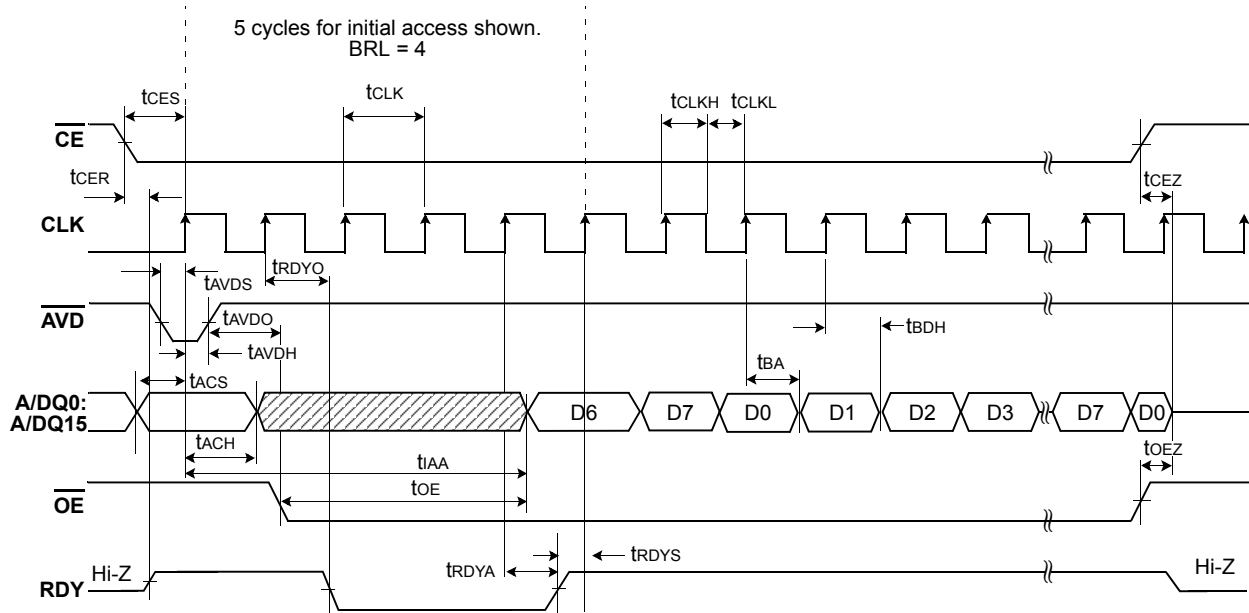 5 cycles for initial access shown.
BRL = 4
tCES
tCLK
tCLKH
tCLKL
CE
tCER
tCEZ
CLK
tRDYO
tAVDS
AVD
tAVDO
tBDH
tAVDH
tBA
tACS
A/DQ0:
A/DQ15
D6
D7
D0
D1
D2
D3
D7
D0
tACH
tIAA
tOEZ
tOE
OE
tRDYS
tRDYA
Hi-Z
Hi-Z
RDY